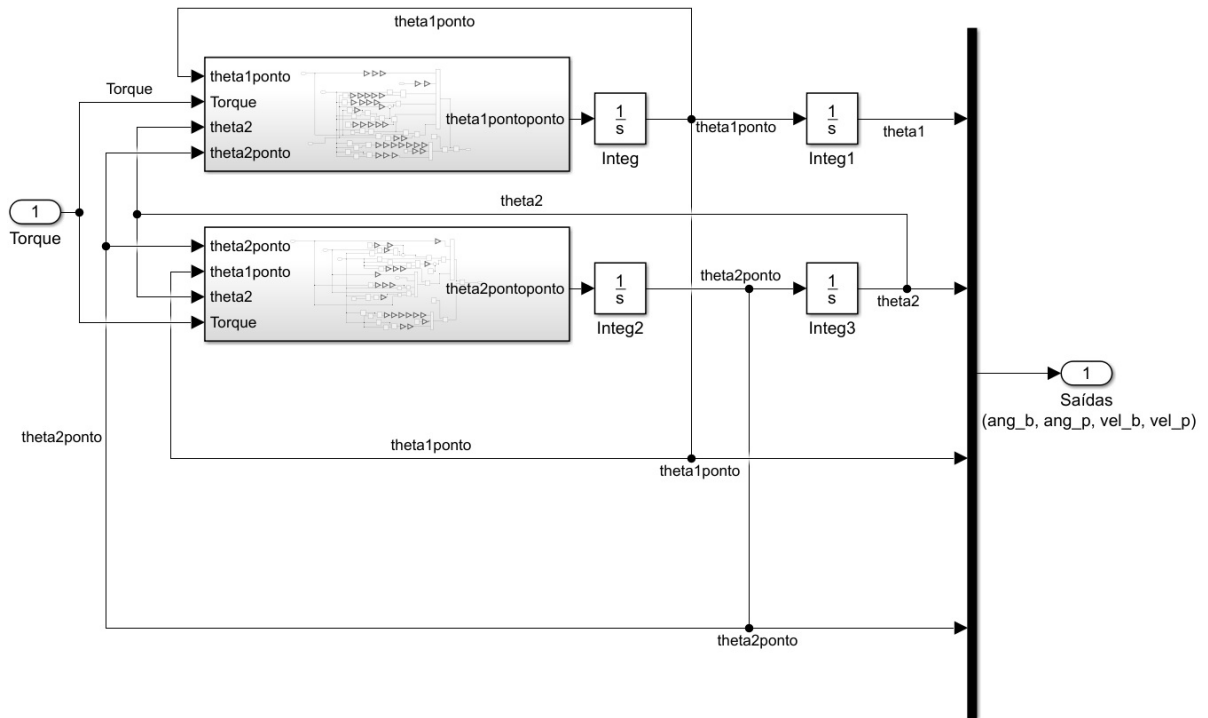 theta1ponto
Torque
theta1ponto
Torque
theta2
theta2ponto
theta1pontoponto
1
s
Integ
theta1ponto
1
s
Integ1
theta1
1
Torque
theta2
theta2ponto
theta1ponto
theta2
Torque
theta2pontoponto
1
s
Integ2
theta2ponto
1
s
Integ3
theta2
1
Saídas
(ang_b, ang_p, vel_b, vel_p)
theta2ponto
theta1ponto
theta1ponto
theta2ponto